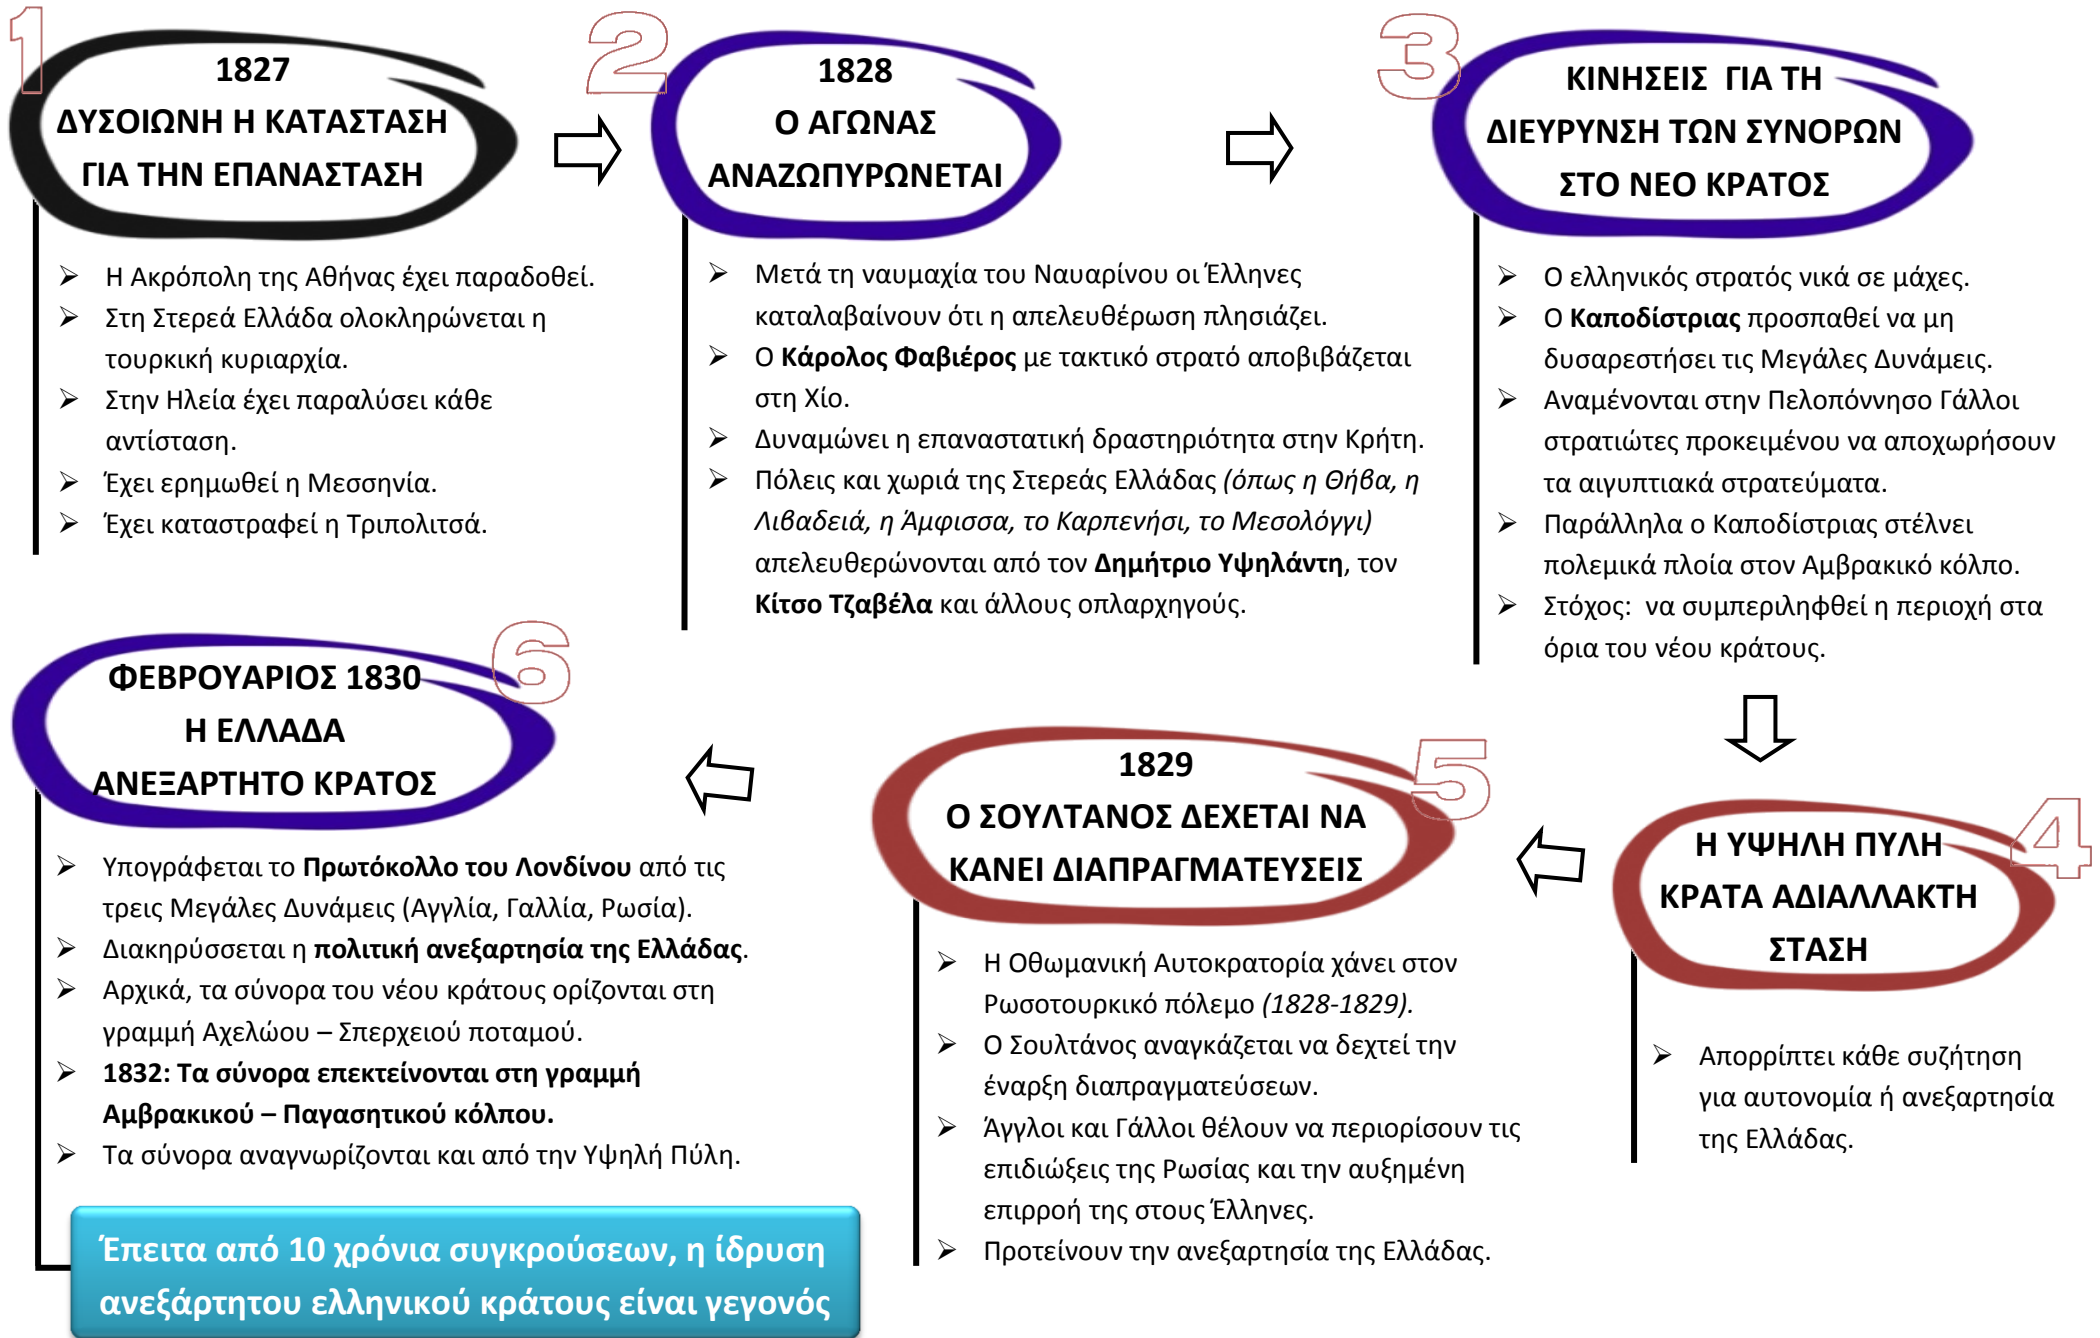 1
1827
ΔΥΣΟΙΩΝΗ Η ΚΑΤΑΣΤΑΣΗ
ΓΙΑ ΤΗΝ ΕΠΑΝΑΣΤΑΣΗ
➢ Η Ακρόπολη της Αθήνας έχει παραδοθεί.
➢ Στη Στερεά Ελλάδα ολοκληρώνεται η
τουρκική κυριαρχία.
➢ Στην Ηλεία έχει παραλύσει κάθε
αντίσταση.
➢ Έχει ερημωθεί η Μεσσηνία.
➢ Έχει καταστραφεί η Τριπολιτσά.
2
1828
Ο ΑΓΩΝΑΣ
ΑΝΑΖΩΠΥΡΩΝΕΤΑΙ
➢ Μετά τη ναυμαχία του Ναυαρίνου οι Έλληνες
καταλαβαίνουν ότι η απελευθέρωση πλησιάζει.
➢ Ο Κάρολος Φαβιέρος με τακτικό στρατό αποβιβάζεται
στη Χίο.
➢ Δυναμώνει η επαναστατική δραστηριότητα στην Κρήτη.
➢ Πόλεις και χωριά της Στερεάς Ελλάδας (όπως η Θήβα, η
Λιβαδειά, η Άμφισσα, το Καρπενήσι, το Μεσολόγγι)
απελευθερώνονται από τον Δημήτριο Υψηλάντη, τον
Κίτσο Τζαβέλα και άλλους οπλαρχηγούς.
3
ΚΙΝΗΣΕΙΣ ΓΙΑ ΤΗ
ΔΙΕΥΡΥΝΣΗ ΤΩΝ ΣΥΝΟΡΩΝ
ΣΤΟ ΝΕΟ ΚΡΑΤΟΣ
➢ Ο ελληνικός στρατός νικά σε μάχες.
➢ Ο Καποδίστριας προσπαθεί να μη
δυσαρεστήσει τις Μεγάλες Δυνάμεις.
➢ Αναμένονται στην Πελοπόννησο Γάλλοι
στρατιώτες προκειμένου να αποχωρήσουν
τα αιγυπτιακά στρατεύματα.
➢ Παράλληλα ο Καποδίστριας στέλνει
πολεμικά πλοία στον Αμβρακικό κόλπο.
➢ Στόχος: να συμπεριληφθεί η περιοχή στα
όρια του νέου κράτους.
4
Η ΥΨΗΛΗ ΠΥΛΗ
ΚΡΑΤΑ ΑΔΙΑΛΛΑΚΤΗ
ΣΤΑΣΗ
➢ Απορρίπτει κάθε συζήτηση
για αυτονομία ή ανεξαρτησία
της Ελλάδας.
5
1829
Ο ΣΟΥΛΤΑΝΟΣ ΔΕΧΕΤΑΙ ΝΑ
ΚΑΝΕΙ ΔΙΑΠΡΑΓΜΑΤΕΥΣΕΙΣ
➢ Η Οθωμανική Αυτοκρατορία χάνει στον
Ρωσοτουρκικό πόλεμο (1828-1829).
➢ Ο Σουλτάνος αναγκάζεται να δεχτεί την
έναρξη διαπραγματεύσεων.
➢ Άγγλοι και Γάλλοι θέλουν να περιορίσουν τις
επιδιώξεις της Ρωσίας και την αυξημένη
επιρροή της στους Έλληνες.
➢ Προτείνουν την ανεξαρτησία της Ελλάδας.
6
ΦΕΒΡΟΥΑΡΙΟΣ 1830
Η ΕΛΛΑΔΑ
ΑΝΕΞΑΡΤΗΤΟ ΚΡΑΤΟΣ
➢ Υπογράφεται το Πρωτόκολλο του Λονδίνου από τις
τρεις Μεγάλες Δυνάμεις (Αγγλία, Γαλλία, Ρωσία).
➢ Διακηρύσσεται η πολιτική ανεξαρτησία της Ελλάδας.
➢ Αρχικά, τα σύνορα του νέου κράτους ορίζονται στη
γραμμή Αχελώου – Σπερχειού ποταμού.
➢ 1832: Τα σύνορα επεκτείνονται στη γραμμή
Αμβρακικού – Παγασητικού κόλπου.
➢ Τα σύνορα αναγνωρίζονται και από την Υψηλή Πύλη.
Έπειτα από 10 χρόνια συγκρούσεων, η ίδρυση
ανεξάρτητου ελληνικού κράτους είναι γεγονός